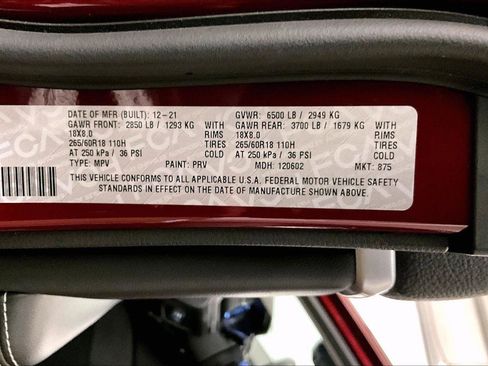 DATE OF MFR (BUILT): 12-21 GVWR: 6500 LB / 2949 KG
GAWR FRONT: 2850 LB / 1293 KG WITH GAWR REAR: 3700 LB / 1679 KG WITH
18X8.0 RIMS 18X8.0 RIMS
265/60R18 110H TIRES 265/60R18 110H TIRES
AT 250 kPa / 36 PSI AT 250 kPa / 36 PSI
TYPE: MPV PAINT: PRV MDH: 120602 MKT: 875
THIS VEHICLE CONFORMS TO ALL APPLICABLE U.S.A. FEDERAL MOTOR VEHICLE SAFETY
STANDARDS IN EFFECT ON THE DATE OF MANUFACTURE SHOWN ABOVE.